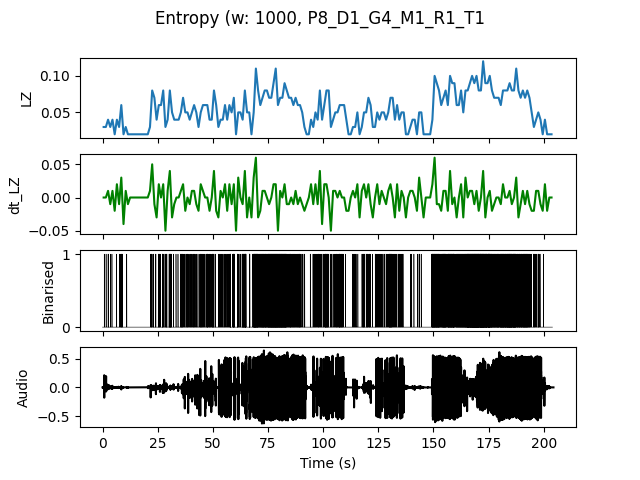 Entropy (w: 1000, P8_D1_G4_M1_R1_T1
0.10
0.05
LZ
0.05
0.00
−0.05
dt_LZ
1
0
Binarised
0.5
0.0
−0.5
Audio
0 25 50 75 100 125 150 175 200
Time (s)